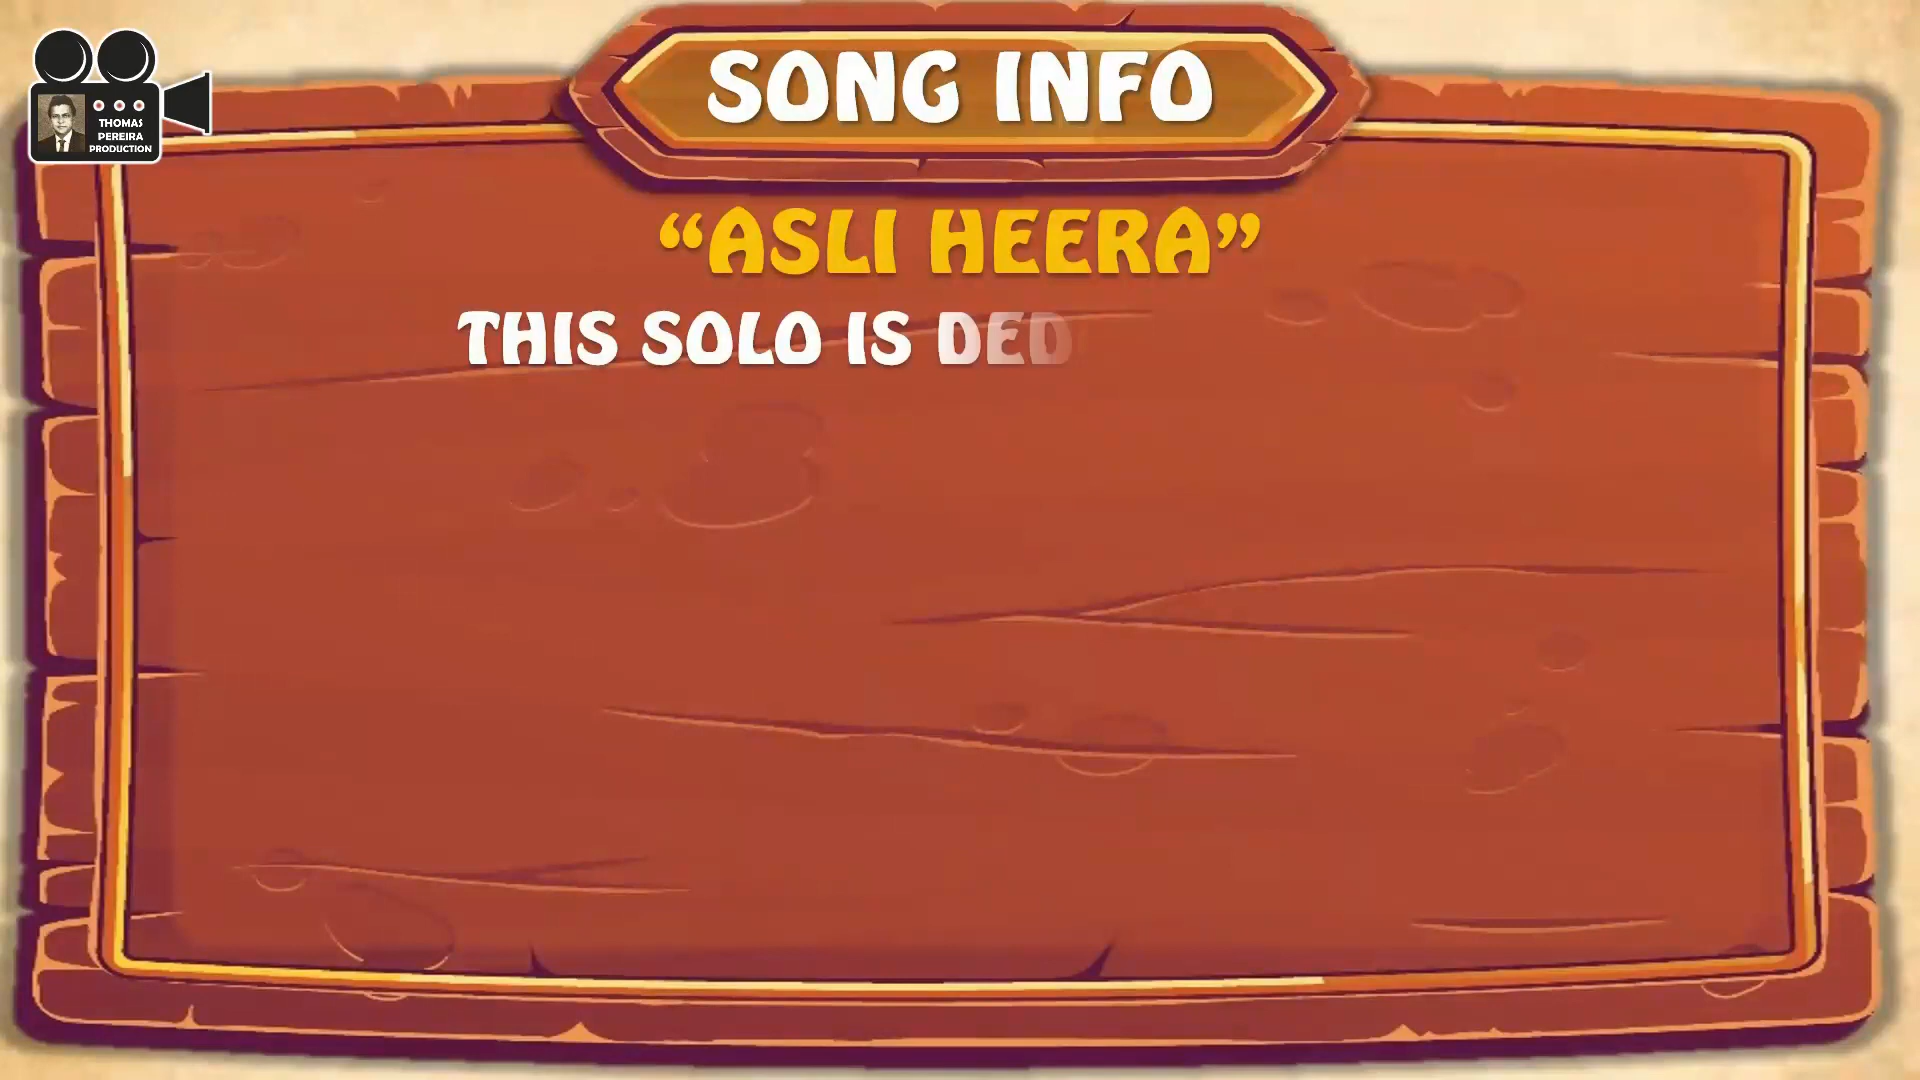 SONG INFO
THOMAS
PEREIRA
PRODUCTION
“ASLI HEERA”
THIS SOLO IS DED